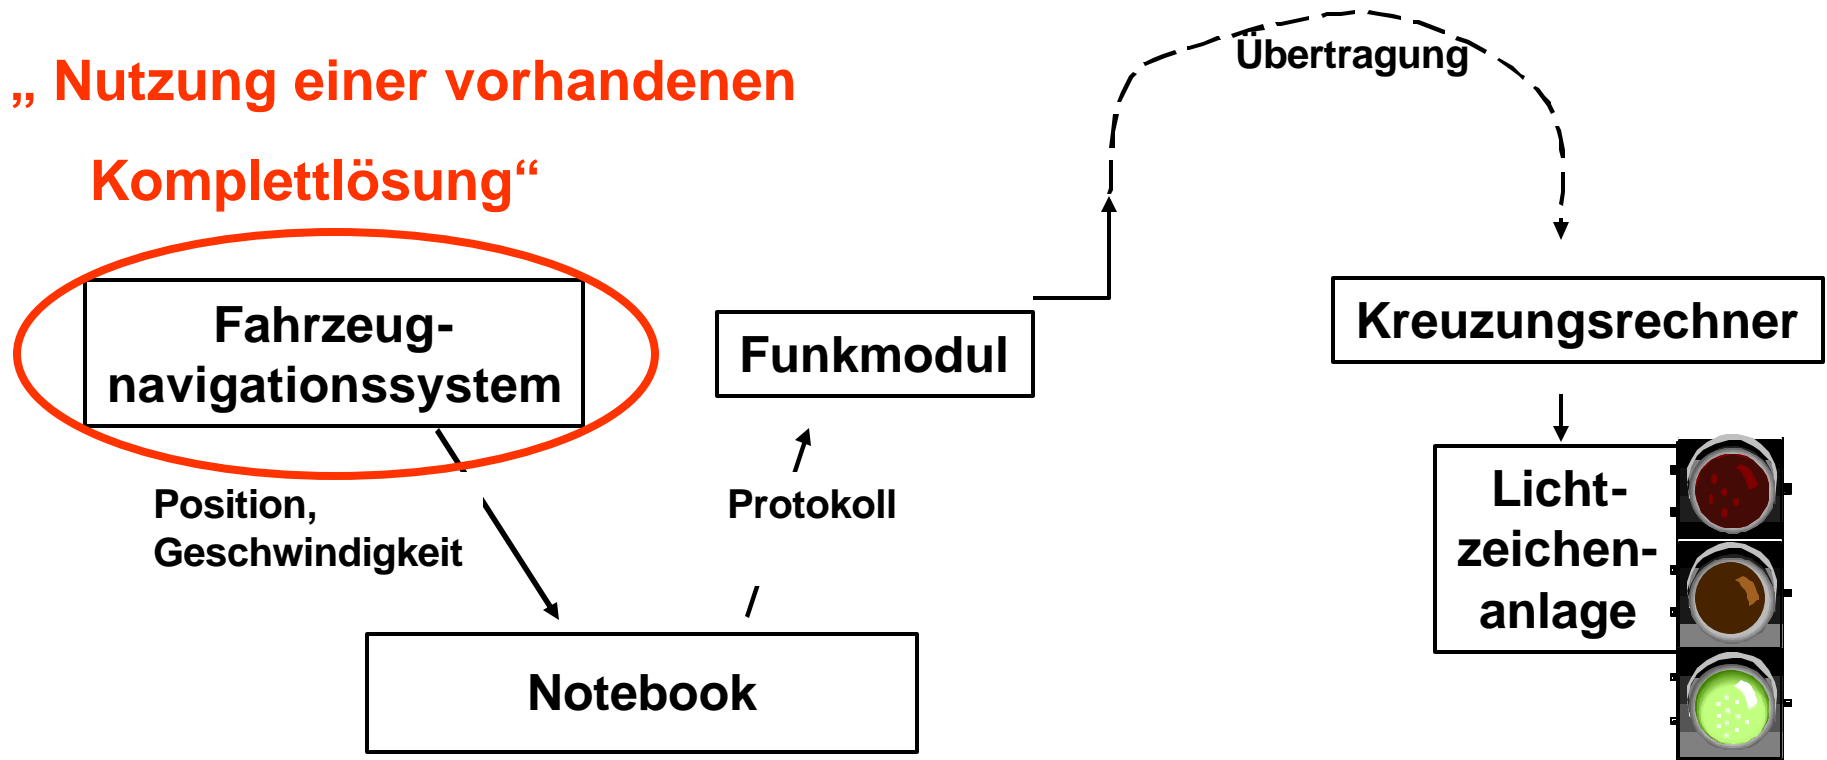 „ Nutzung einer vorhandenen
Komplettlösung“
Übertragung
Fahrzeug-
navigationssystem
Funkmodul
Kreuzungsrechner
Position,
Geschwindigkeit
Protokoll
Licht-
zeichen-
anlage
Notebook